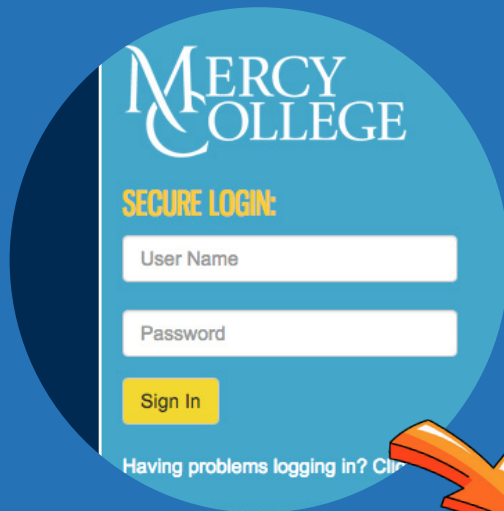 MERCY
COLLEGE
SECURE LOGIN:
User Name
Password
Sign In
Having problems logging in?